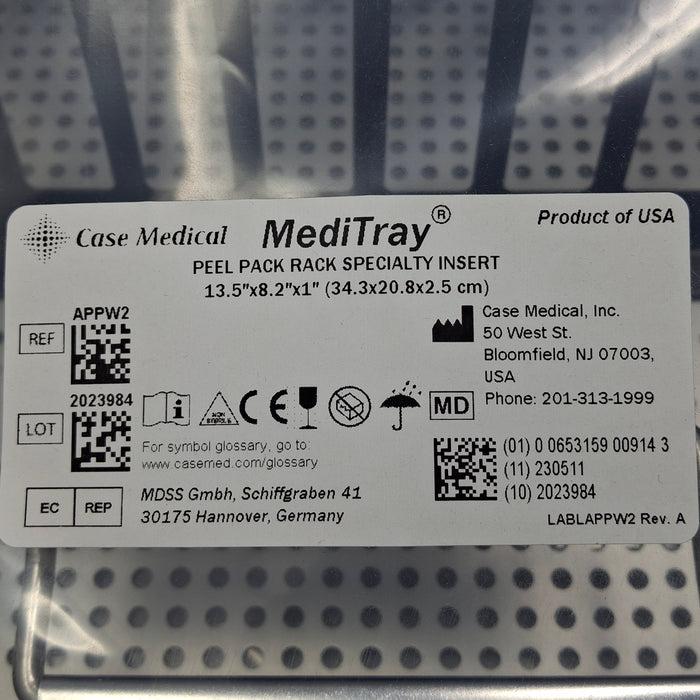 Case Medical
MediTray®
Product of USA
PEEL PACK RACK SPECIALTY INSERT
13.5"x8.2"x1" (34.3x20.8x2.5 cm)
REF
APPW2
Case Medical, Inc.
50 West St.
Bloomfield, NJ 07003,
USA
Phone: 201-313-1999
LOT
2023984
NON
STERILE
CE
MD
For symbol glossary, go to:
www.casemed.com/glossary
(01) 0 0653159 00914 3
(11) 230511
(10) 2023984
EC REP
MDSS Gmbh, Schiffgraben 41
30175 Hannover, Germany
LABLAPPW2 Rev. A